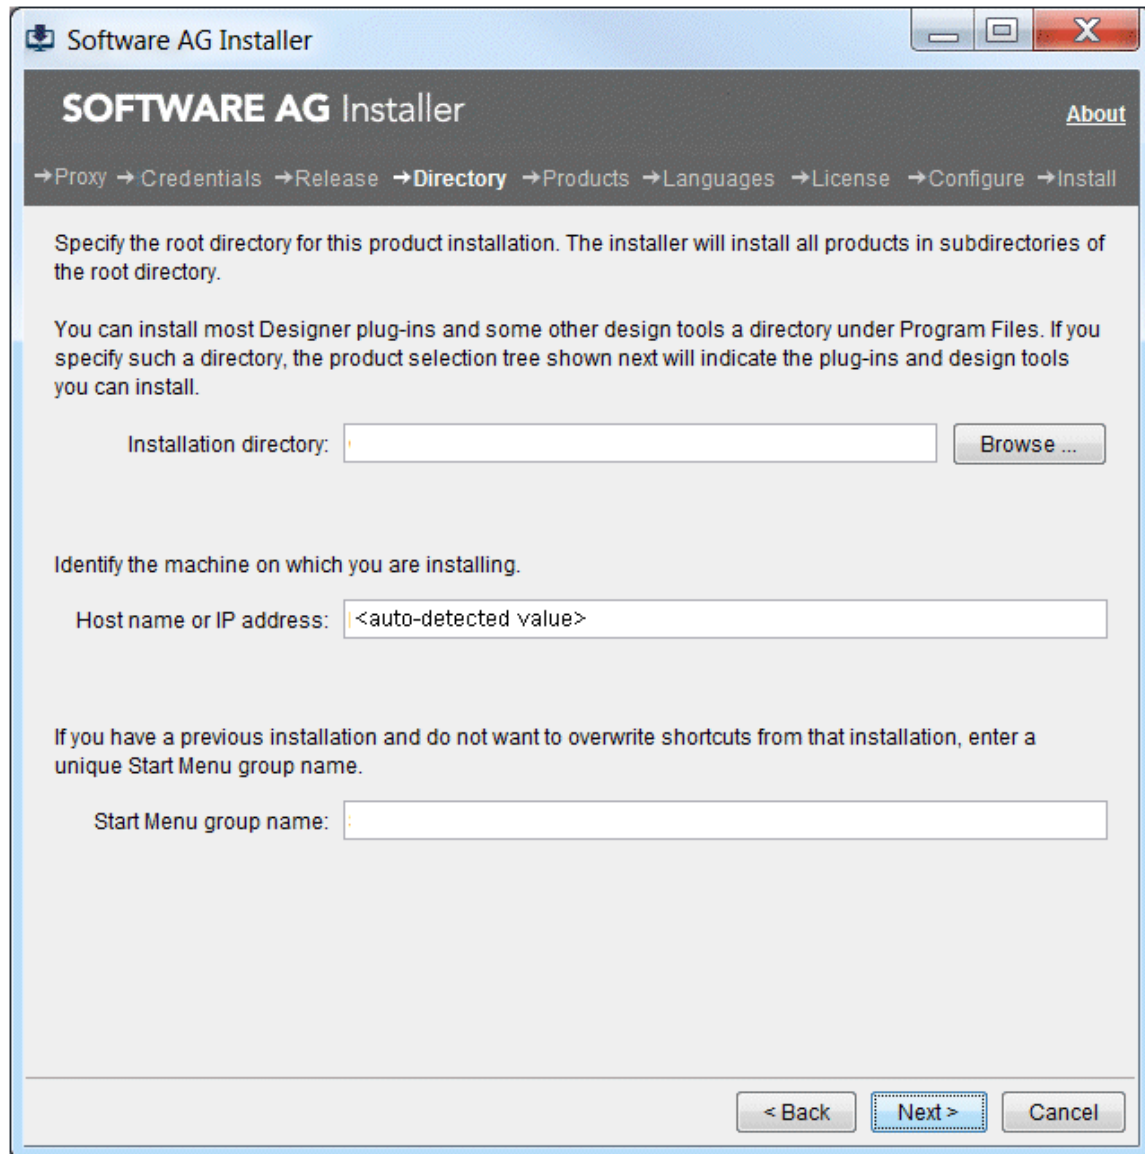 Software AG Installer
SOFTWARE AG Installer
About
→Proxy →Credentials →Release →Directory →Products →Languages →License →Configure →Install
Specify the root directory for this product installation. The installer will install all products in subdirectories of
the root directory.
You can install most Designer plug-ins and some other design tools a directory under Program Files. If you
specify such a directory, the product selection tree shown next will indicate the plug-ins and design tools
you can install.
Installation directory:
Browse ...
Identify the machine on which you are installing.
Host name or IP address: <auto-detected value>
If you have a previous installation and do not want to overwrite shortcuts from that installation, enter a
unique Start Menu group name.
Start Menu group name:
< Back Next > Cancel